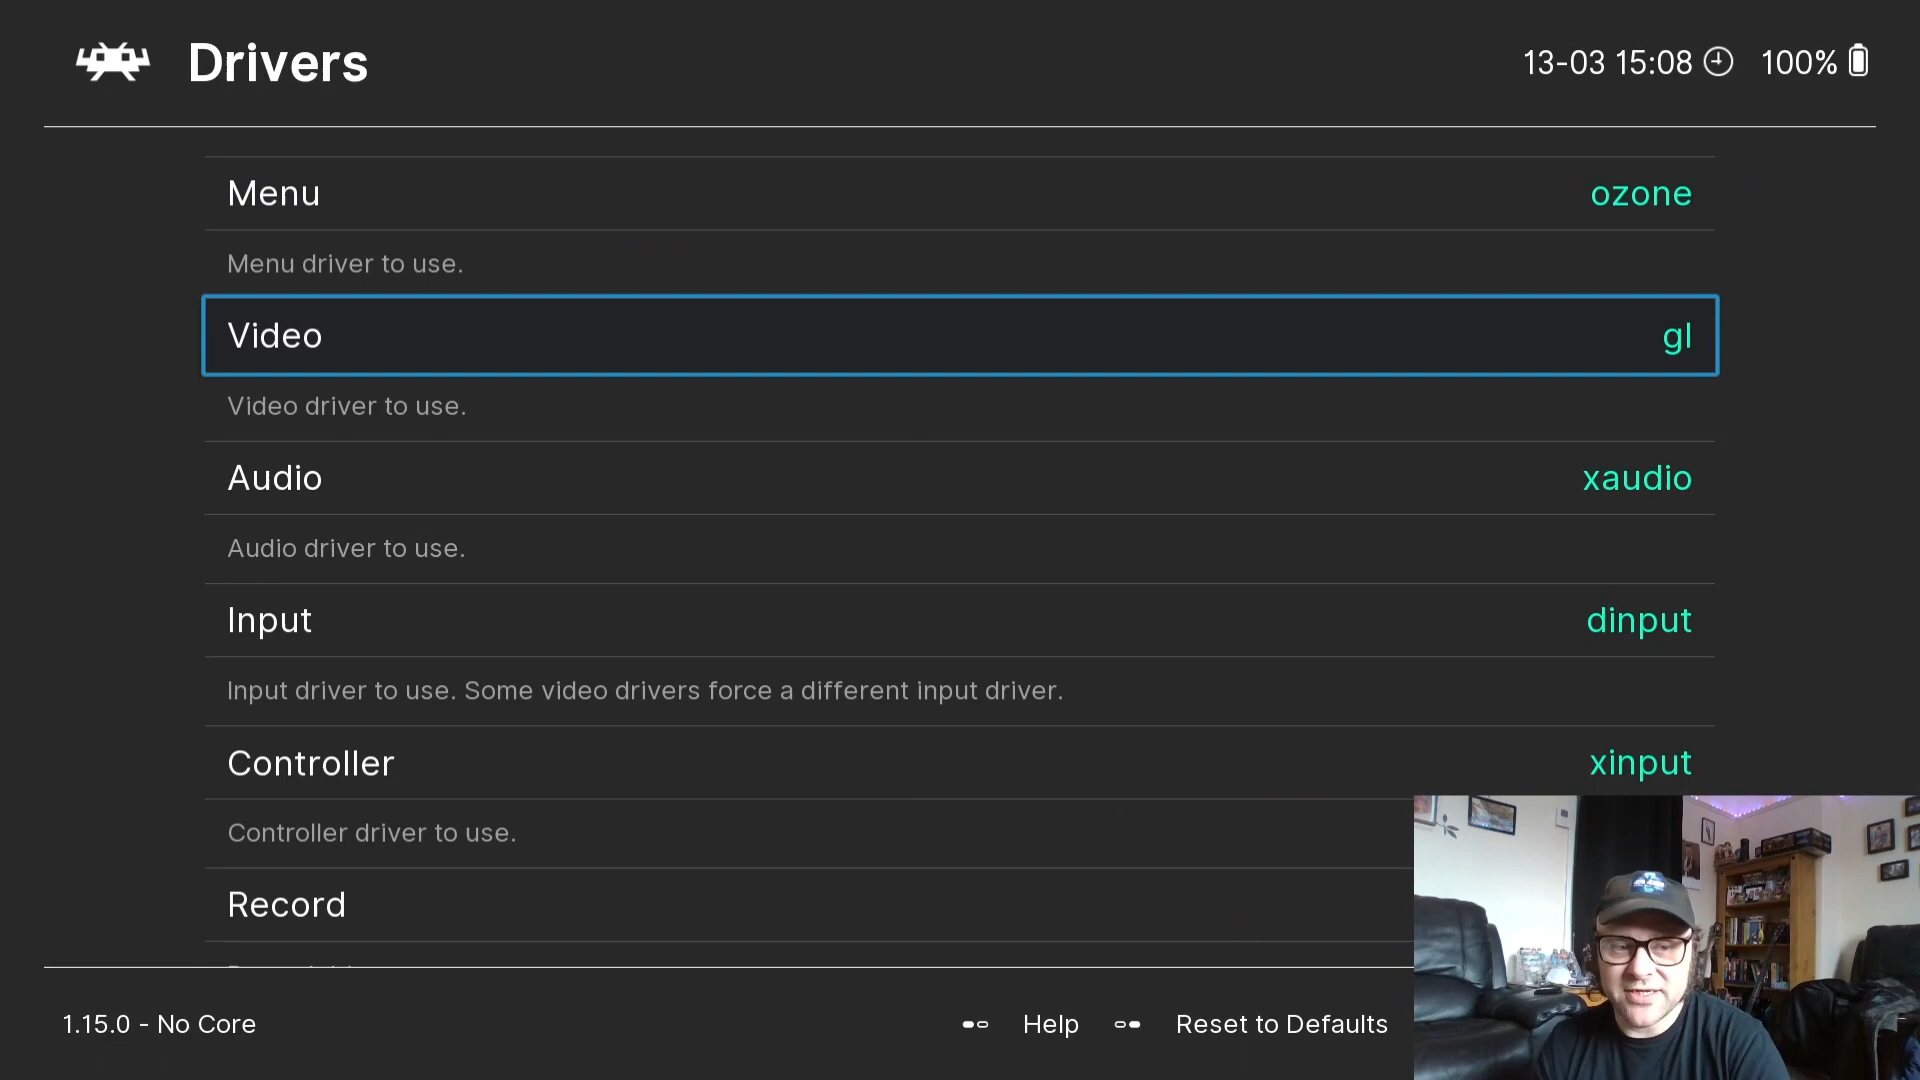 Drivers
13-03 15:08
100%
Menu
ozone
Menu driver to use.
Video
gl
Video driver to use.
Audio
xaudio
Audio driver to use.
Input
dinput
Input driver to use. Some video drivers force a different input driver.
Controller
xinput
Controller driver to use.
Record
1.15.0 - No Core
Help
Reset to Defaults